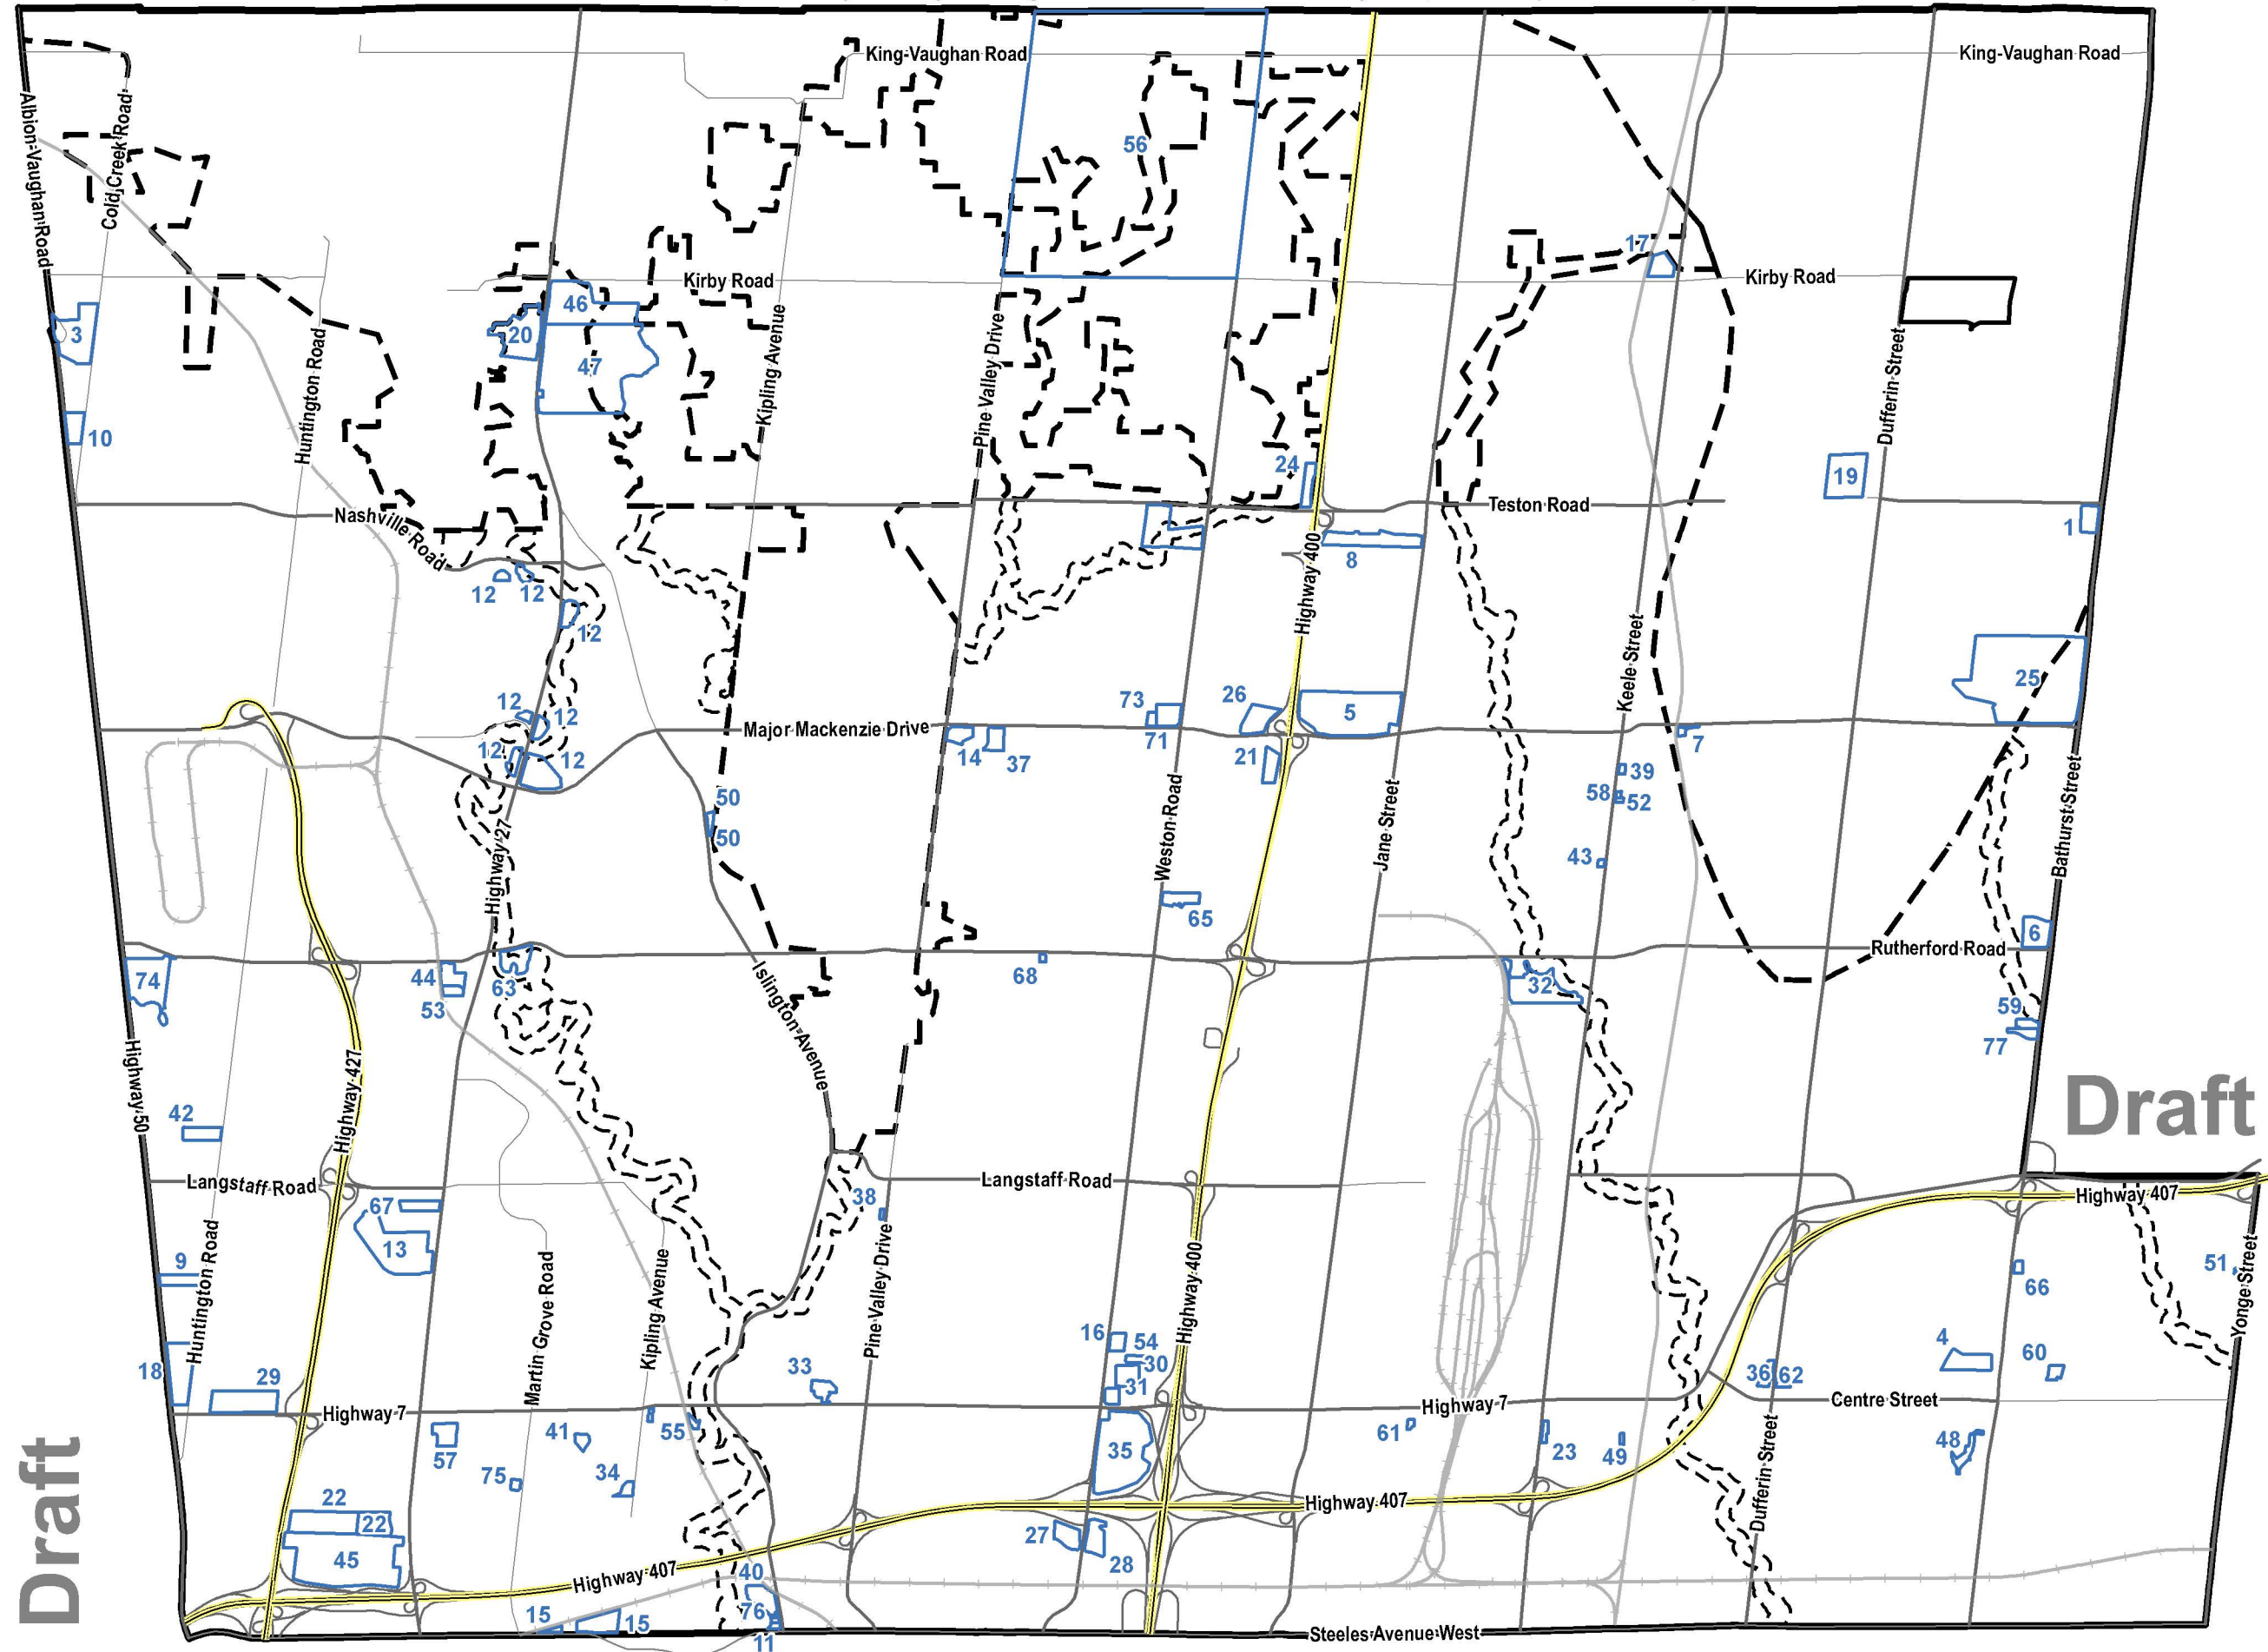 King-Vaughan Road
King-Vaughan Road
Albion-Vaughan Road
Cold Creek Road
56
17
Kirby Road
Kirby Road
46
3
20
47
Huntington Road
Kipling Avenue
Pine Valley Drive
Dufferin Street
10
24
19
Teston Road
Nashville Road
1
8
Highway 400
12
12
12
Keele Street
25
73
26
12
12
5
Major Mackenzie Drive
71
7
14
37
21
12
12
39
58
52
50
50
Highway 27
Weston Road
Jane Street
Bathurst Street
43
65
6
Rutherford Road
74
44
63
68
32
53
Islington Avenue
59
77
Highway 50
Highway 427
42
Draft
Langstaff Road
Langstaff Road
38
67
Highway 407
13
9
Huntington Road
Martin Grove Road
Kipling Avenue
Pine Valley Drive
Highway 400
51
66
Yonge Street
16
54
30
4
60
18
33
36
62
29
31
Centre Street
Highway 7
Highway 7
55
41
61
23
49
48
35
57
75
34
Dufferin Street
Draft
22
22
Highway 407
27
28
45
Highway 407
40
15
15
76
11
Steeles Avenue West